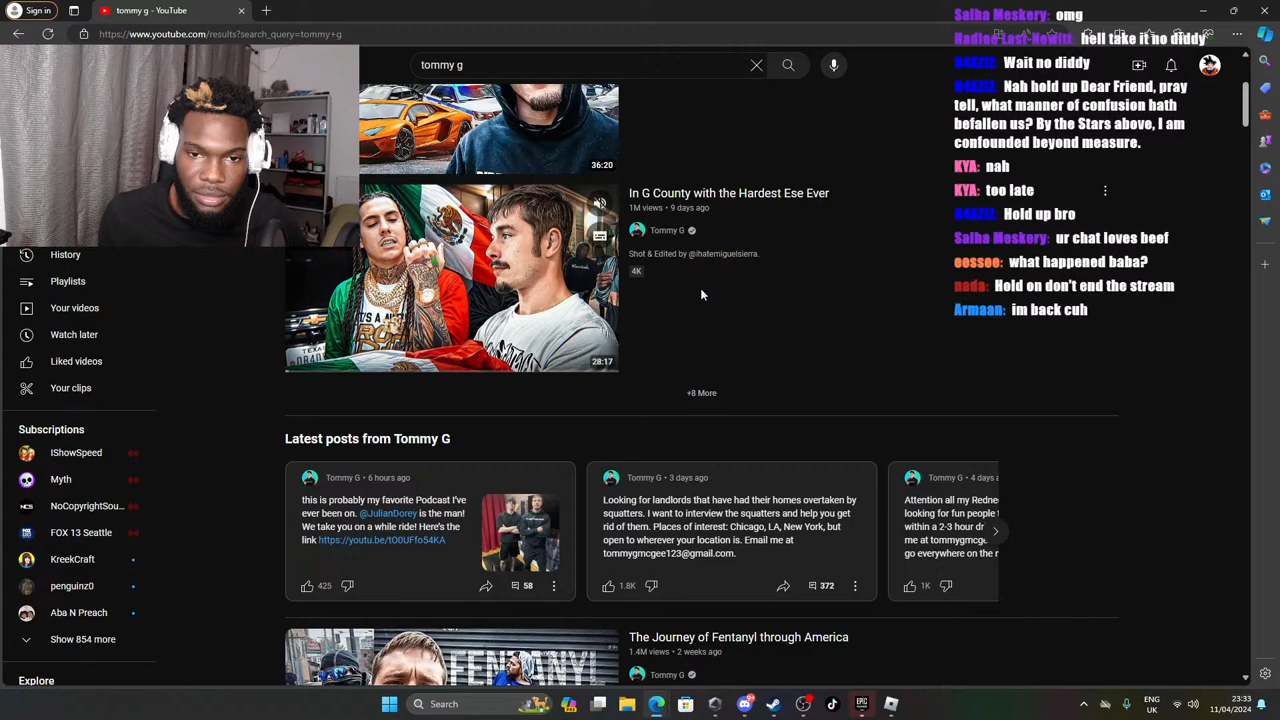 Sign in
tommy g - YouTube
https://www.youtube.com/results?search_query=tommy+g
tommy g
36:20
In G County with the Hardest Ese Ever
1M views • 9 days ago
Tommy G
Shot & Edited by @ihatemiguelsierra.
4K
28:17
+8 More
History
Playlists
Your videos
Watch later
Liked videos
Your clips
Subscriptions
IShowSpeed
Myth
NoCopyrightSou...
FOX 13 Seattle
KreekCraft
penguinz0
Aba N Preach
Show 854 more
Explore
Latest posts from Tommy G
Tommy G • 6 hours ago
this is probably my favorite Podcast I've
ever been on. @JulianDorey is the man!
We take you on a while ride! Here's the
link https://youtu.be/tO0UFfo54KA
425
58
Tommy G • 3 days ago
Looking for landlords that have had their homes overtaken by
squatters. I want to interview the squatters and help you get
rid of them. Places of interest: Chicago, LA, New York, but
open to wherever your location is. Email me at
tommygmcgee123@gmail.com.
1.8K
372
Tommy G • 4 days a
Attention all my Redne
looking for fun people
within a 2-3 hour dr
me at tommygmc
go everywhere on the
1K
The Journey of Fentanyl through America
1.4M views • 2 weeks ago
Tommy G
FENTANYL
Saiha Meskery: omg
Nadlee Last-Newitt: hell take it no diddy
N4XZ1Z: Wait no diddy
N4XZ1Z: Nah hold up Dear Friend, pray
tell, what manner of confusion hath
befallen us? By the Stars above, I am
confounded beyond measure.
KYA: nah
KYA: too late
N4XZ1Z: Hold up bro
Saiha Meskery: ur chat loves beef
eessee: what happened baba?
nada: Hold on don't end the stream
Armaan: im back cuh
Search
ENG
UK
23:33
11/04/2024